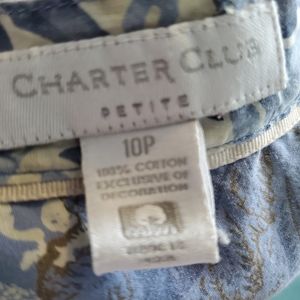 CHARTER CLUB
PETITE
10P
100% COTTON
EXCLUSIVE OF
DECORATION